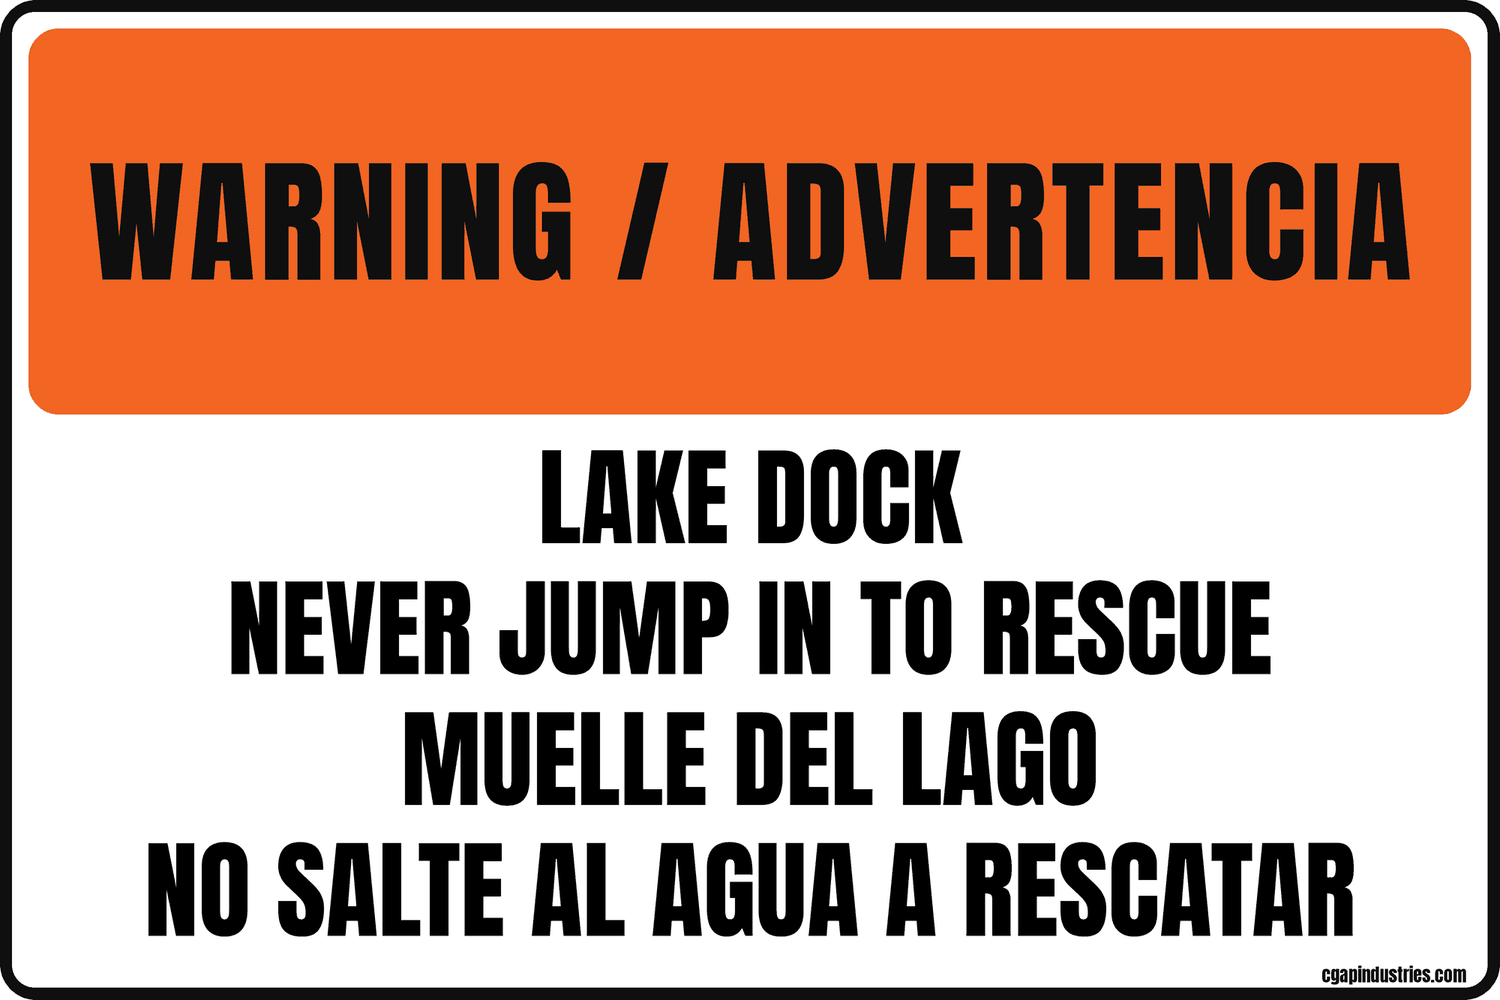 WARNING / ADVERTENCIA
LAKE DOCK
NEVER JUMP IN TO RESCUE
MUELLE DEL LAGO
NO SALTE AL AGUA A RESCATAR
cgapindustries.com